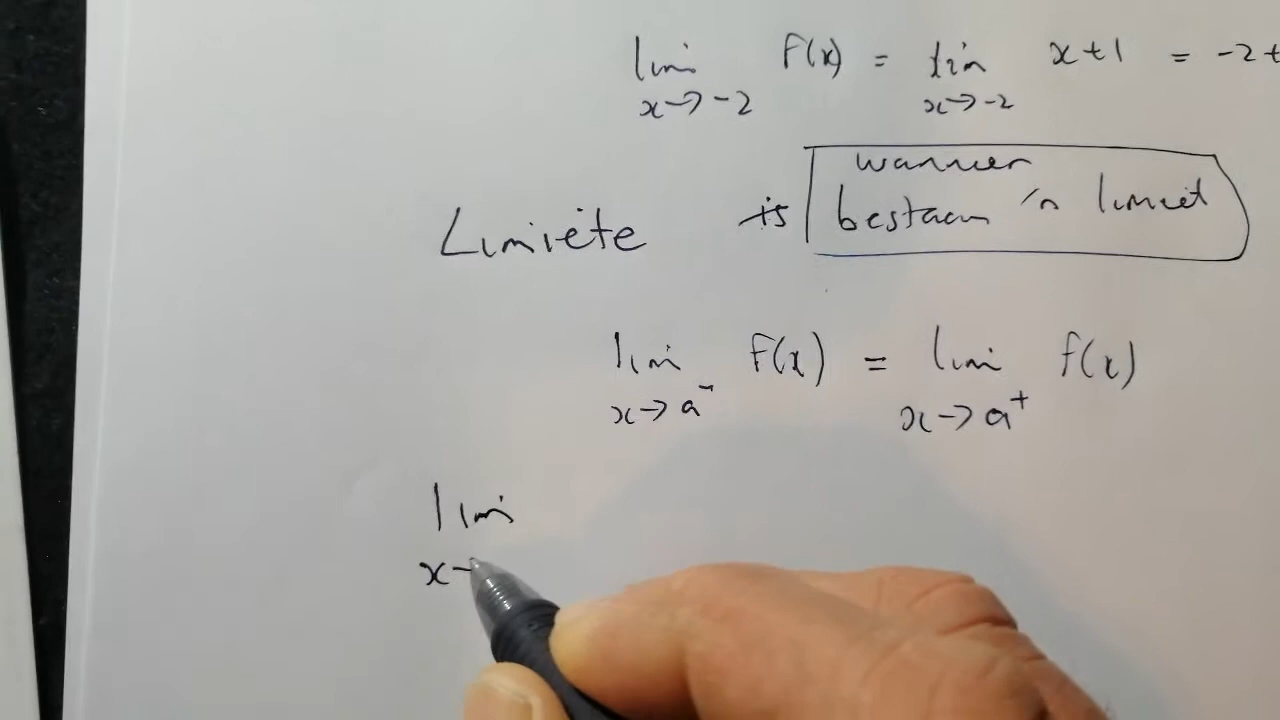 lim f(x) = lim x+1 = -2+
x→-2 x→-2
wanneer
Limiete is bestaan 'n limiet
lim f(x) = lim f(x)
x→a⁻ x→a⁺
lim
x-